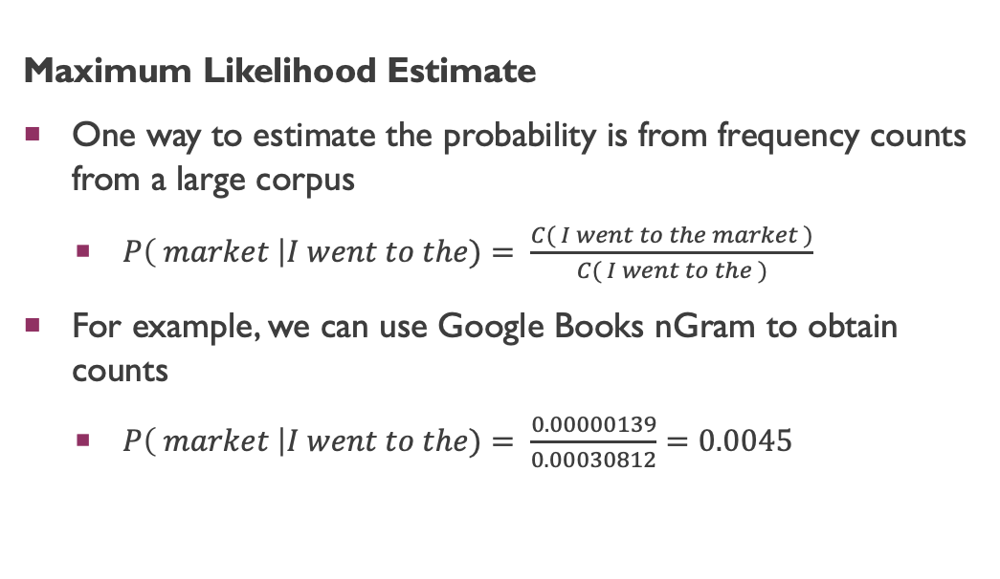 Maximum Likelihood Estimate
One way to estimate the probability is from frequency counts
from a large corpus
P( market |I went to the) = C( I went to the market ) / C( I went to the )
For example, we can use Google Books nGram to obtain
counts
P( market |I went to the) = 0.00000139 / 0.00030812 = 0.0045